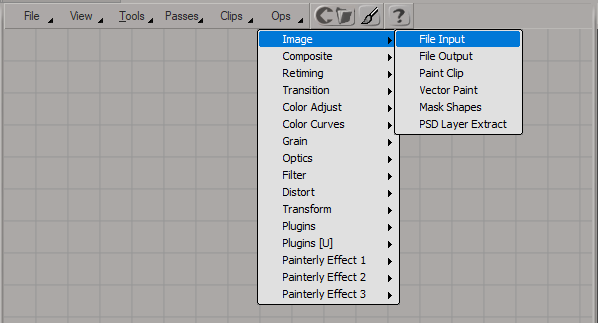 File View Tools Passes Clips Ops ?
Image File Input
Composite File Output
Retiming Paint Clip
Transition Vector Paint
Color Adjust Mask Shapes
Color Curves PSD Layer Extract
Grain
Optics
Filter
Distort
Transform
Plugins
Plugins [U]
Painterly Effect 1
Painterly Effect 2
Painterly Effect 3